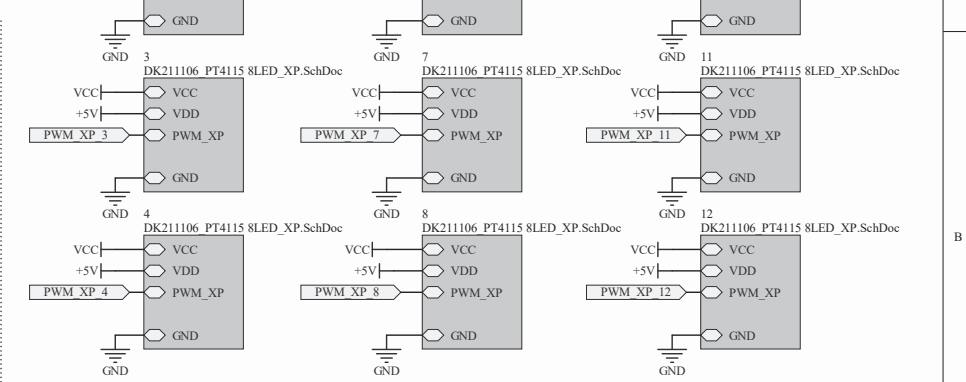 GND GND GND
GND GND GND
3 7 11
DK211106_PT4115 8LED_XP.SchDoc DK211106_PT4115 8LED_XP.SchDoc DK211106_PT4115 8LED_XP.SchDoc
VCC VCC VCC VCC VCC VCC
+5V VDD +5V VDD +5V VDD
PWM_XP_3 PWM_XP PWM_XP_7 PWM_XP PWM_XP_11 PWM_XP
GND GND GND
GND GND GND
4 8 12
DK211106_PT4115 8LED_XP.SchDoc DK211106_PT4115 8LED_XP.SchDoc DK211106_PT4115 8LED_XP.SchDoc
B
VCC VCC VCC VCC VCC VCC
+5V VDD +5V VDD +5V VDD
PWM_XP_4 PWM_XP PWM_XP_8 PWM_XP PWM_XP_12 PWM_XP
GND GND GND
GND GND GND